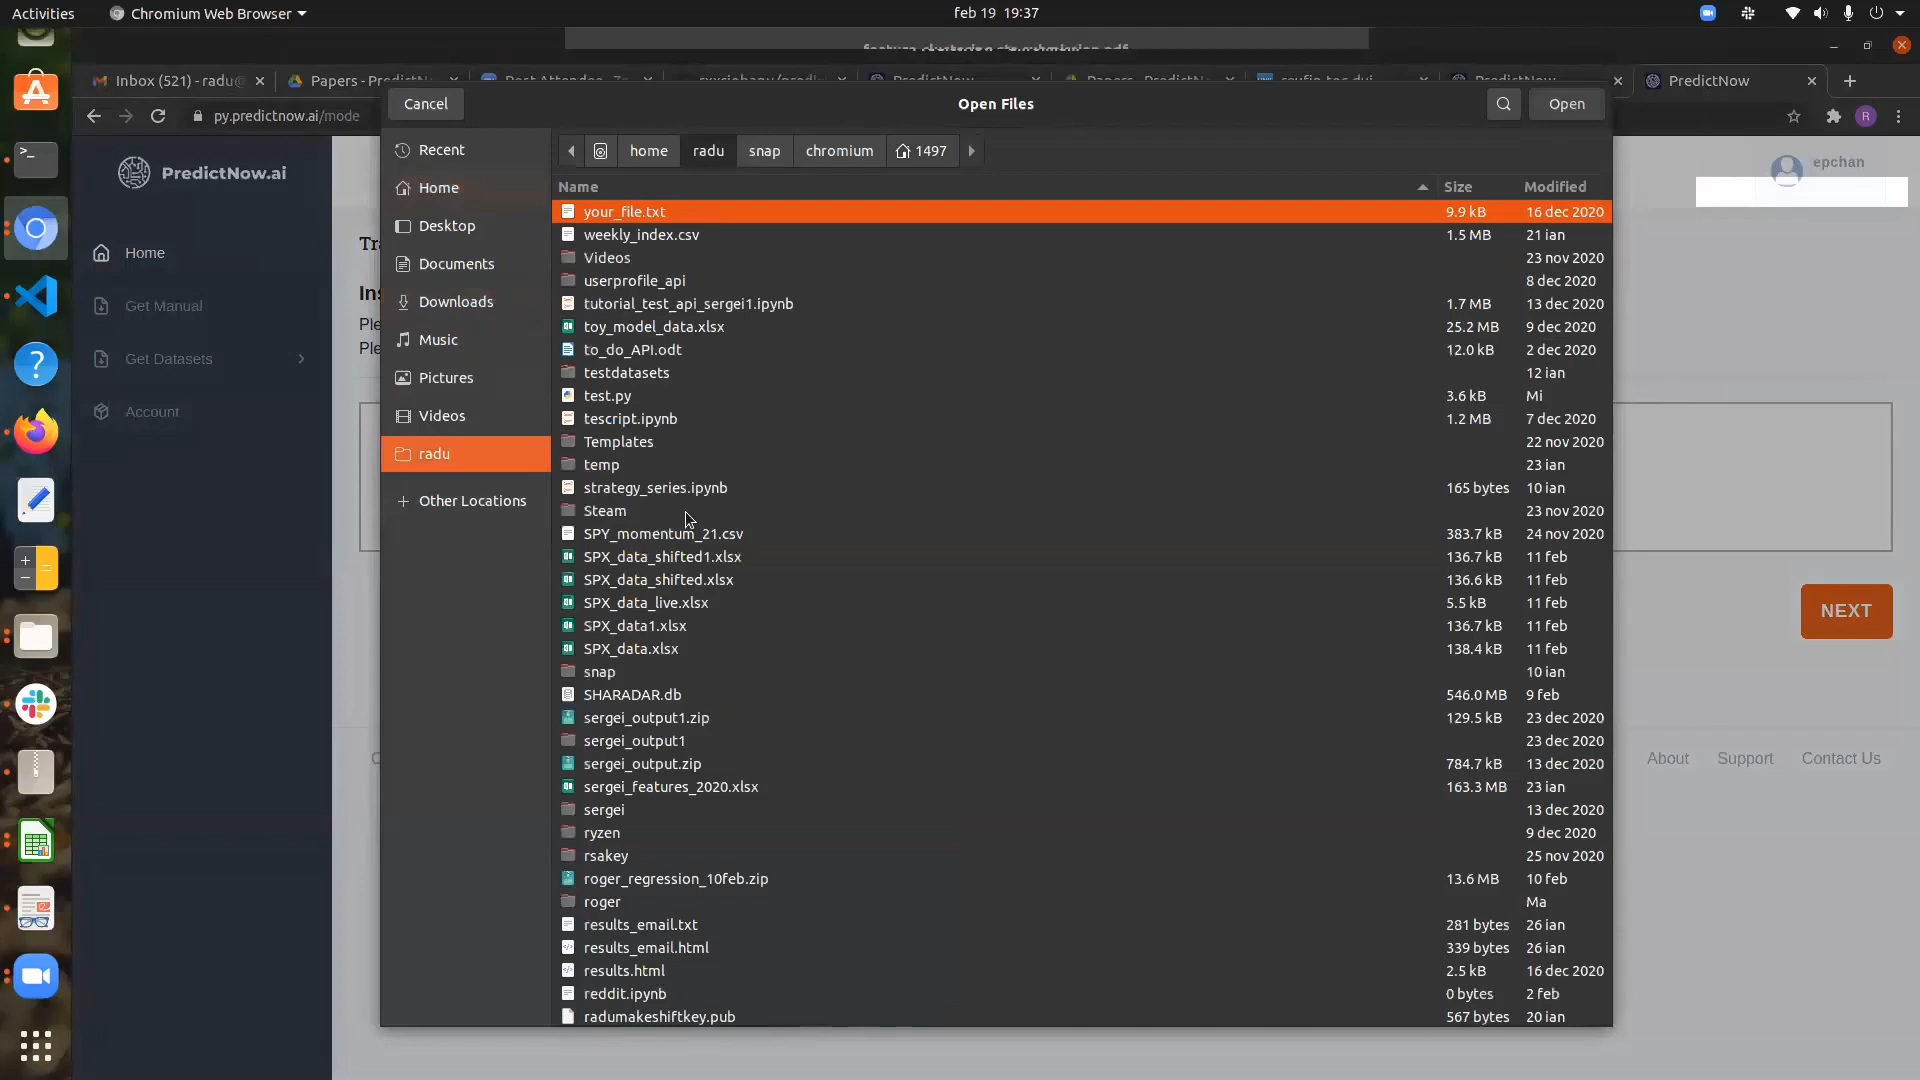 Activities
Chromium Web Browser
feb 19 19:37
Inbox (521) - radu@
PredictNow
PredictNow
py.predictnow.ai/mode
R
PredictNow.ai
Home
Get Manual
Get Datasets
Account
epchan
NEXT
About Support Contact Us
Cancel
Open Files
Open
Recent
Home
Desktop
Documents
Downloads
Music
Pictures
Videos
radu
Other Locations
home radu snap chromium 1497
Name Size Modified
your_file.txt 9.9 kB 16 dec 2020
weekly_index.csv 1.5 MB 21 ian
Videos 23 nov 2020
userprofile_api 8 dec 2020
tutorial_test_api_sergei1.ipynb 1.7 MB 13 dec 2020
toy_model_data.xlsx 25.2 MB 9 dec 2020
to_do_API.odt 12.0 kB 2 dec 2020
testdatasets 12 ian
test.py 3.6 kB Mi
tescript.ipynb 1.2 MB 7 dec 2020
Templates 22 nov 2020
temp 23 ian
strategy_series.ipynb 165 bytes 10 ian
Steam 23 nov 2020
SPY_momentum_21.csv 383.7 kB 24 nov 2020
SPX_data_shifted1.xlsx 136.7 kB 11 feb
SPX_data_shifted.xlsx 136.6 kB 11 feb
SPX_data_live.xlsx 5.5 kB 11 feb
SPX_data1.xlsx 136.7 kB 11 feb
SPX_data.xlsx 138.4 kB 11 feb
snap 10 ian
SHARADAR.db 546.0 MB 9 feb
sergei_output1.zip 129.5 kB 23 dec 2020
sergei_output1 23 dec 2020
sergei_output.zip 784.7 kB 13 dec 2020
sergei_features_2020.xlsx 163.3 MB 23 ian
sergei 13 dec 2020
ryzen 9 dec 2020
rsakey 25 nov 2020
roger_regression_10feb.zip 13.6 MB 10 feb
roger Ma
results_email.txt 281 bytes 26 ian
results_email.html 339 bytes 26 ian
results.html 2.5 kB 16 dec 2020
reddit.ipynb 0 bytes 2 feb
radumakeshiftkey.pub 567 bytes 20 ian